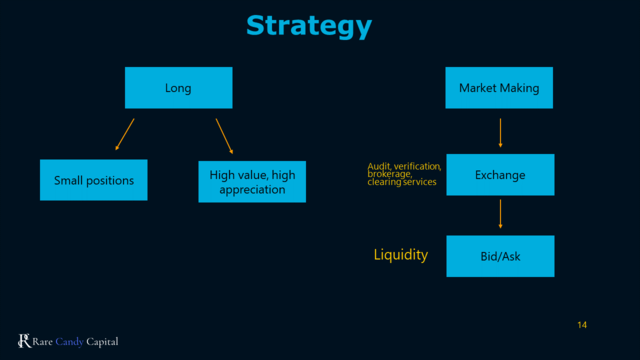 Strategy
Long
Market Making
Small positions
High value, high
appreciation
Audit, verification,
brokerage,
clearing services
Exchange
Liquidity
Bid/Ask
14
Rare Candy Capital